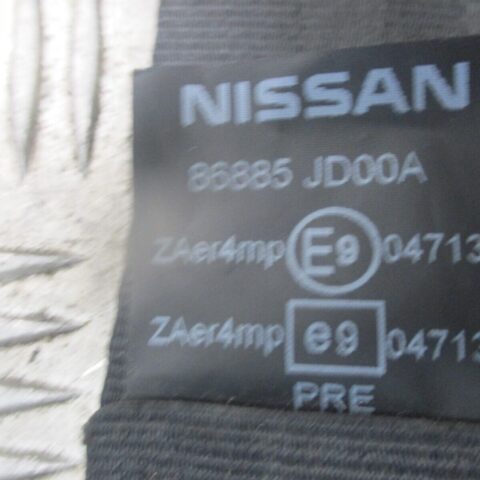 NISSAN
86885 JD00A
ZAer4mp E9 04713
ZAer4mp e9 04713
PRE